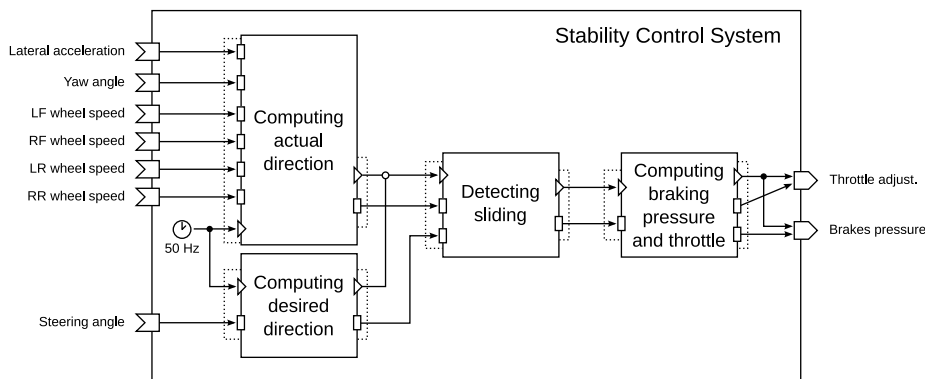 Stability Control System
Lateral acceleration
Yaw angle
LF wheel speed
RF wheel speed
LR wheel speed
RR wheel speed
50 Hz
Steering angle
Computing
actual
direction
Computing
desired
direction
Detecting
sliding
Computing
braking
pressure
and throttle
Throttle adjust.
Brakes pressure